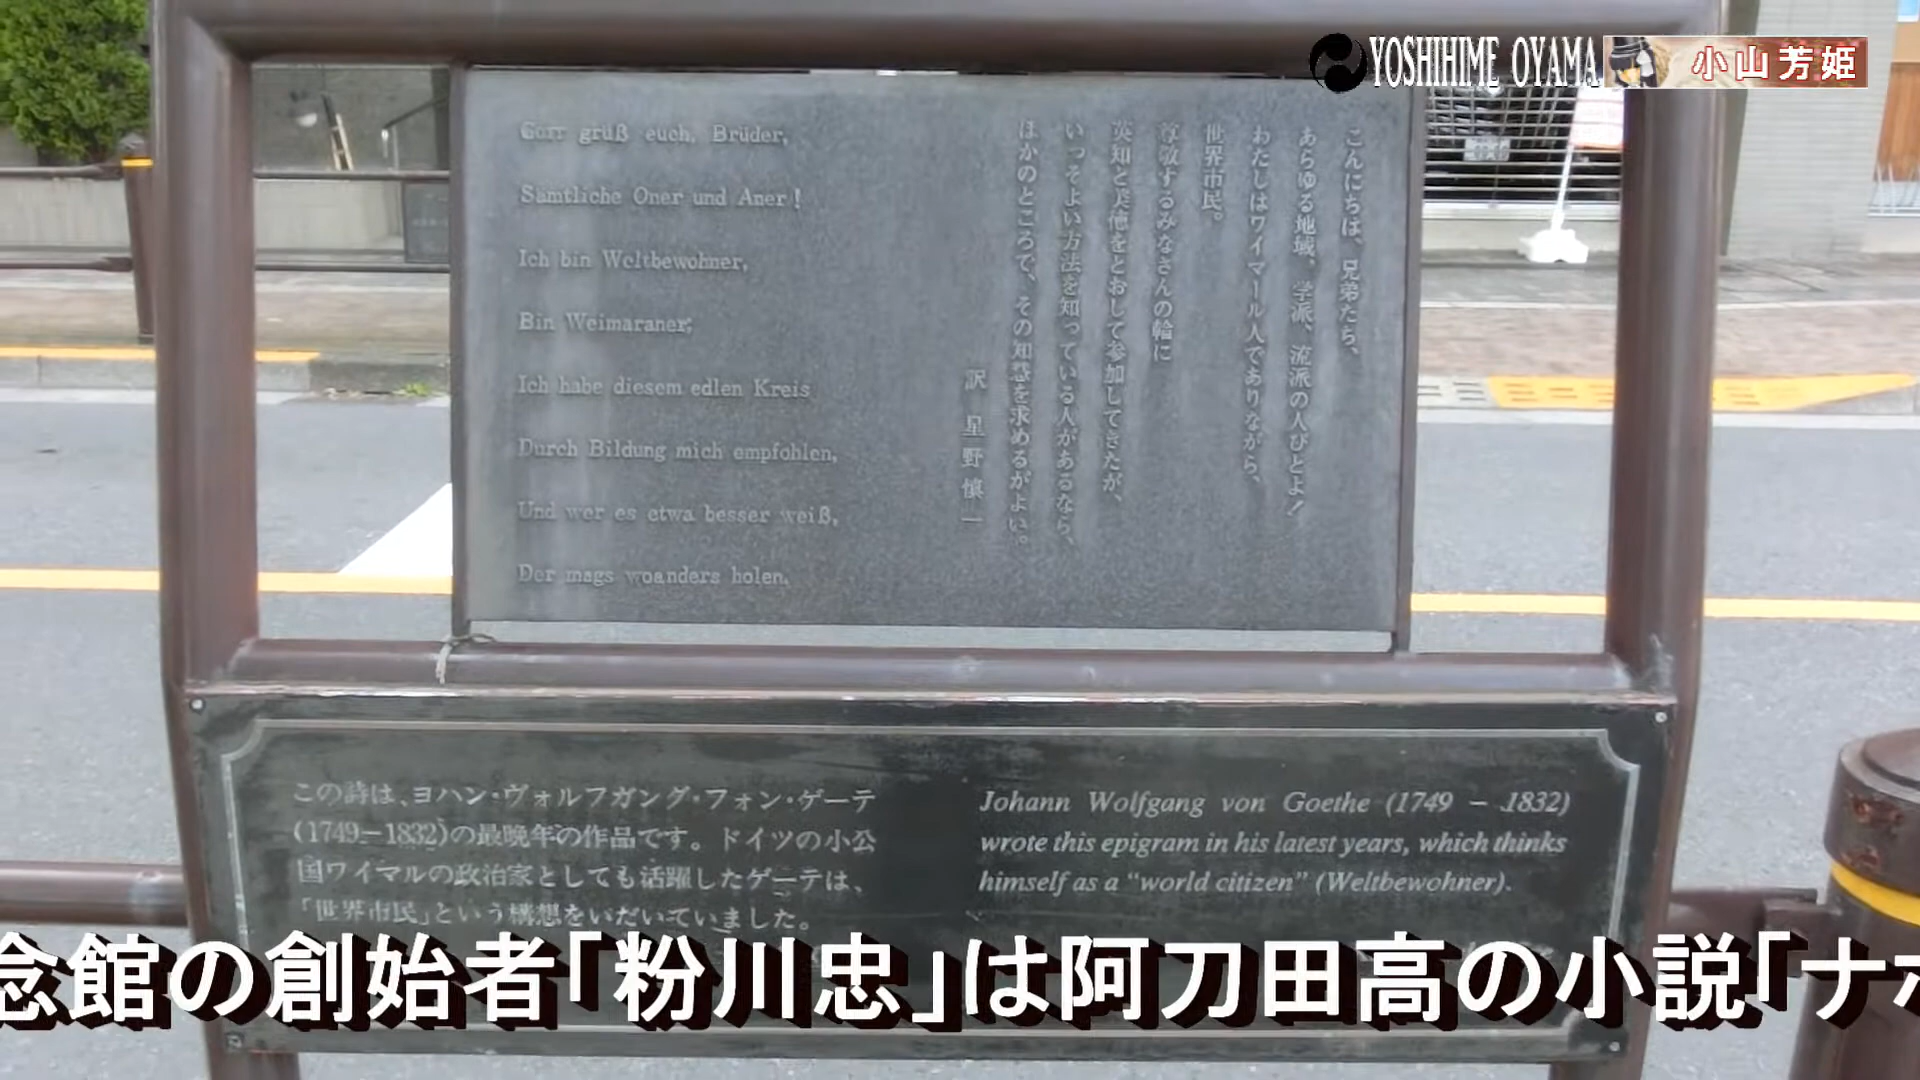 YOSHIHIME OYAMA
小山芳姫
Gott grüß euch, Brüder,
Sämtliche Oner und Aner!
Ich bin Weltbewohner,
Bin Weimaraner;
Ich habe diesem edlen Kreis
Durch Bildung mich empfohlen,
Und wer es etwa besser weiß,
Der mags woanders holen.
こんにちは、兄弟たち、
あらゆる地域、学派、流派の人びとよ!
わたしはワイマール人でありながら、
世界市民。
尊敬するみなさんの輪に
英知と実他をとおして参加してきたが、
いっそよい方法を知っている人があるなら、
ほかのところで、その知恵を求めるがよい。
訳 星野慎一
この詩は、ヨハン・ヴォルフガング・フォン・ゲーテ
(1749−1832)の最晩年の作品です。ドイツの小公
国ワイマルの政治家としても活躍したゲーテは、
「世界市民」という構想をいだいていました。
Johann Wolfgang von Goethe (1749 – 1832)
wrote this epigram in his latest years, which thinks
himself as a “world citizen” (Weltbewohner).
念館の創始者「粉川忠」は阿刀田高の小説「ナポ